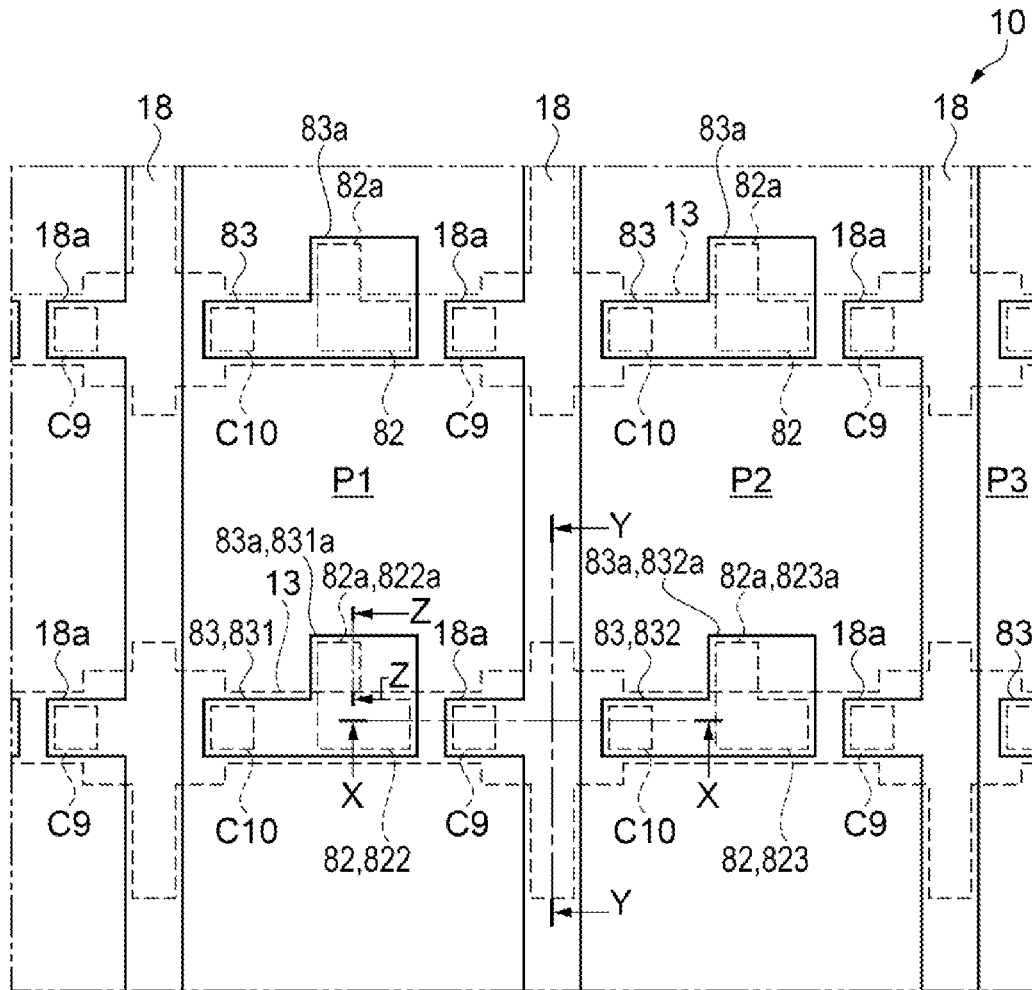 10
18 83a 18 83a 18
82a 82a
18a 83 18a 83 13 18a
C9 C10 82 C9 C10 82 C9
P1 P2 P3
83a,831a Y 83a,832a
13 82a,822a Z 82a,823a
18a 83,831 18a 83,832 18a 83
Z
C9 C10 X C9 C10 X C9
82,822 82,823
Y